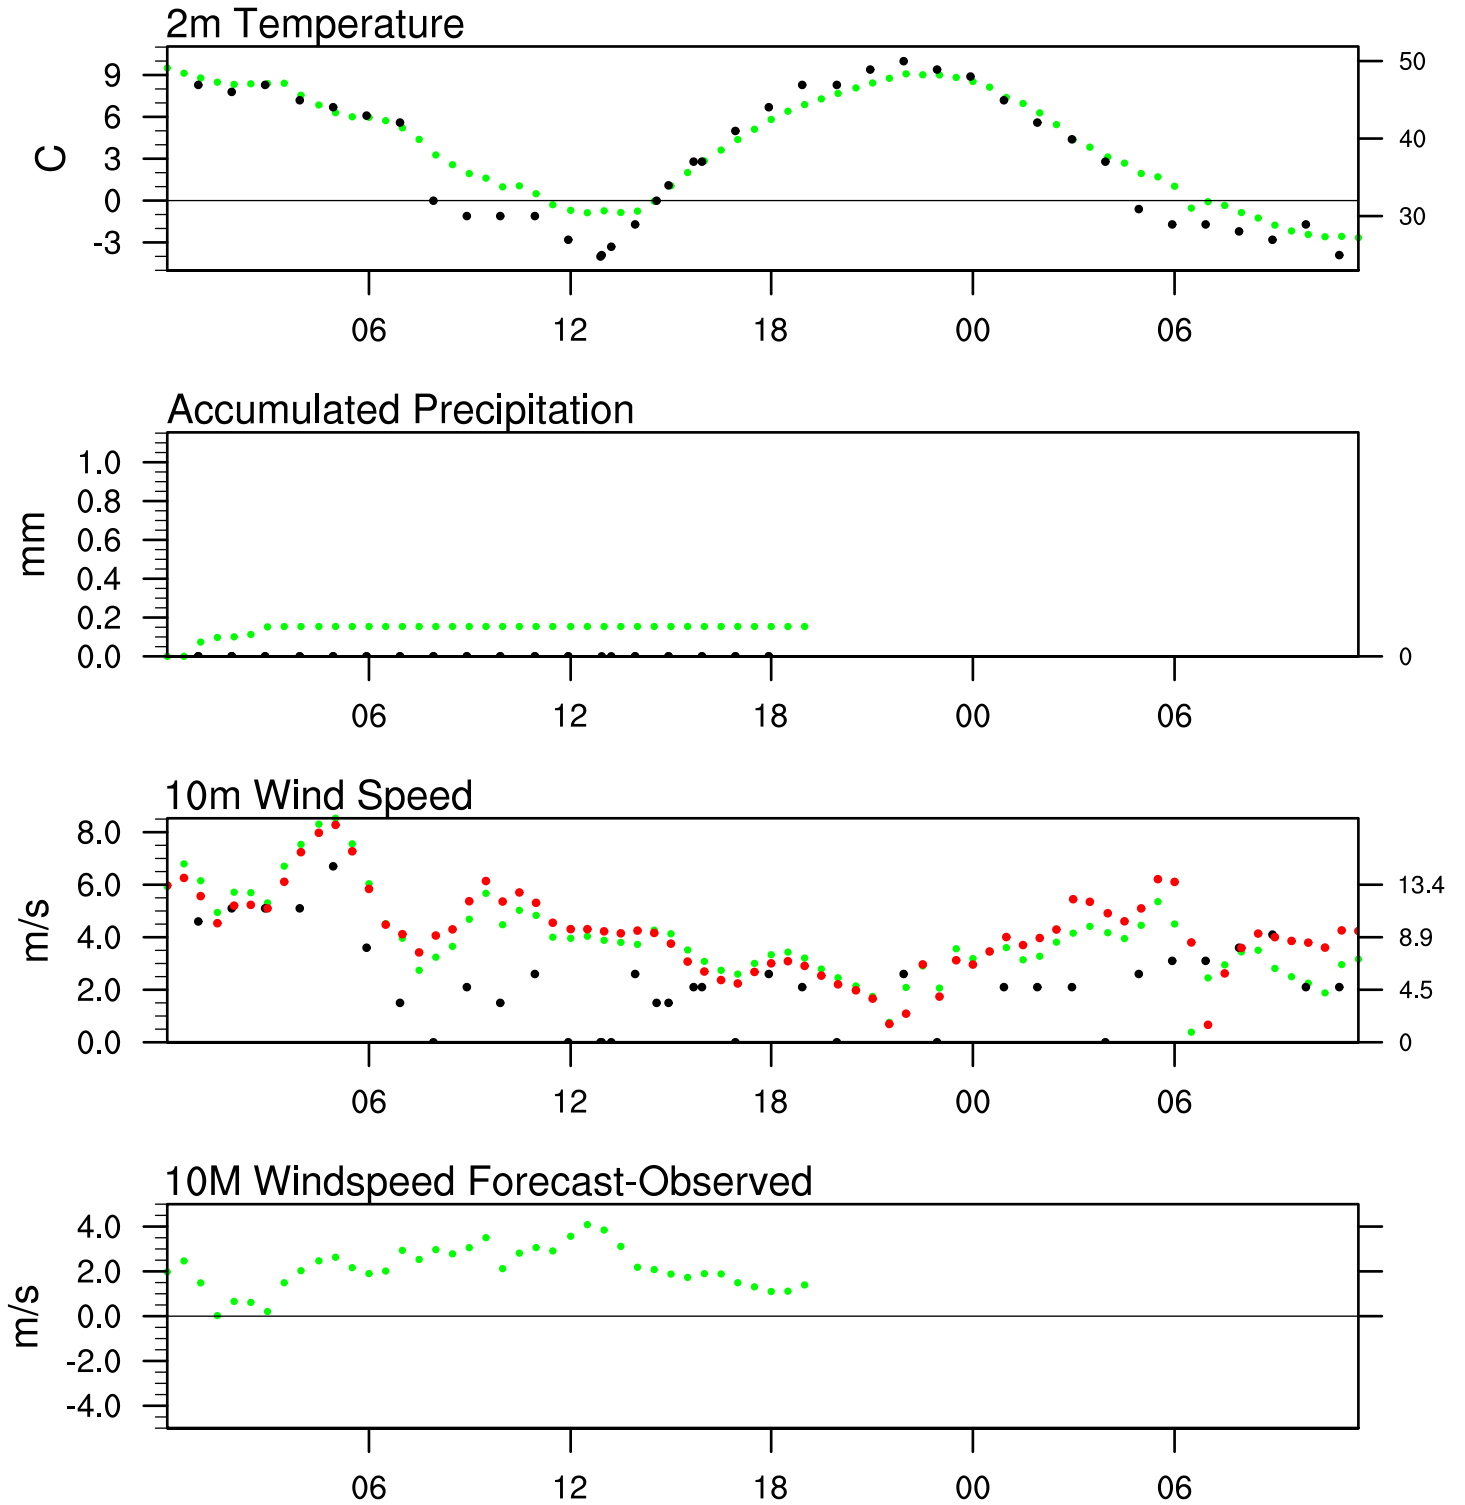 2m Temperature
9
6
3
0
-3
C
50
40
30
06 12 18 00 06
Accumulated Precipitation
1.0
0.8
0.6
0.4
0.2
0.0
mm
0
06 12 18 00 06
10m Wind Speed
8.0
6.0
4.0
2.0
0.0
m/s
13.4
8.9
4.5
0
06 12 18 00 06
10M Windspeed Forecast-Observed
4.0
2.0
0.0
-2.0
-4.0
m/s
06 12 18 00 06